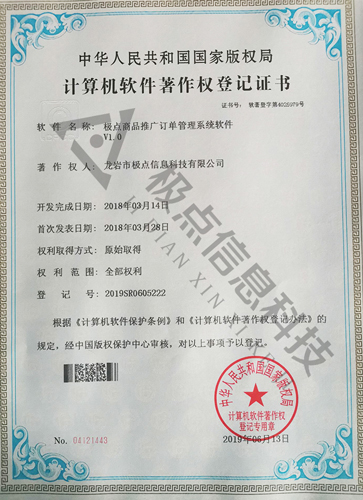 中华人民共和国国家版权局
计算机软件著作权登记证书
证书号： 软著登字第4025979号
软件名称： 极点商品推广订单管理系统软件
V1.0
著作权人： 龙岩市极点信息科技有限公司
开发完成日期： 2018年03月14日
首次发表日期： 2018年03月28日
权利取得方式： 原始取得
权利范围： 全部权利
登记号： 2019SR0605222
根据《计算机软件保护条例》和《计算机软件著作权登记办法》的
规定，经中国版权保护中心审核，对以上事项予以登记。
中华人民共和国国家版权局
计算机软件著作权
登记专用章
No. 04121443
2019年06月13日
极点信息科技
JI DIAN XIN XI KE JI